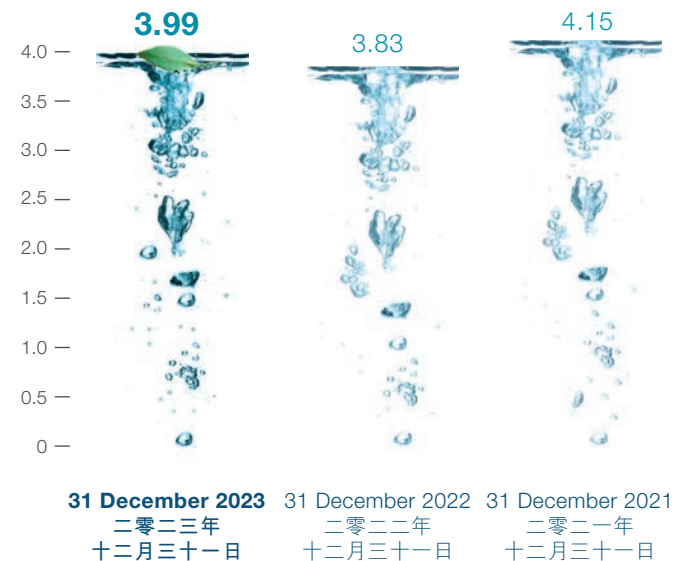 3.99
3.83
4.15
4.0
3.5
3.0
2.5
2.0
1.5
1.0
0.5
0
31 December 2023
二零二三年
十二月三十一日
31 December 2022
二零二二年
十二月三十一日
31 December 2021
二零二一年
十二月三十一日